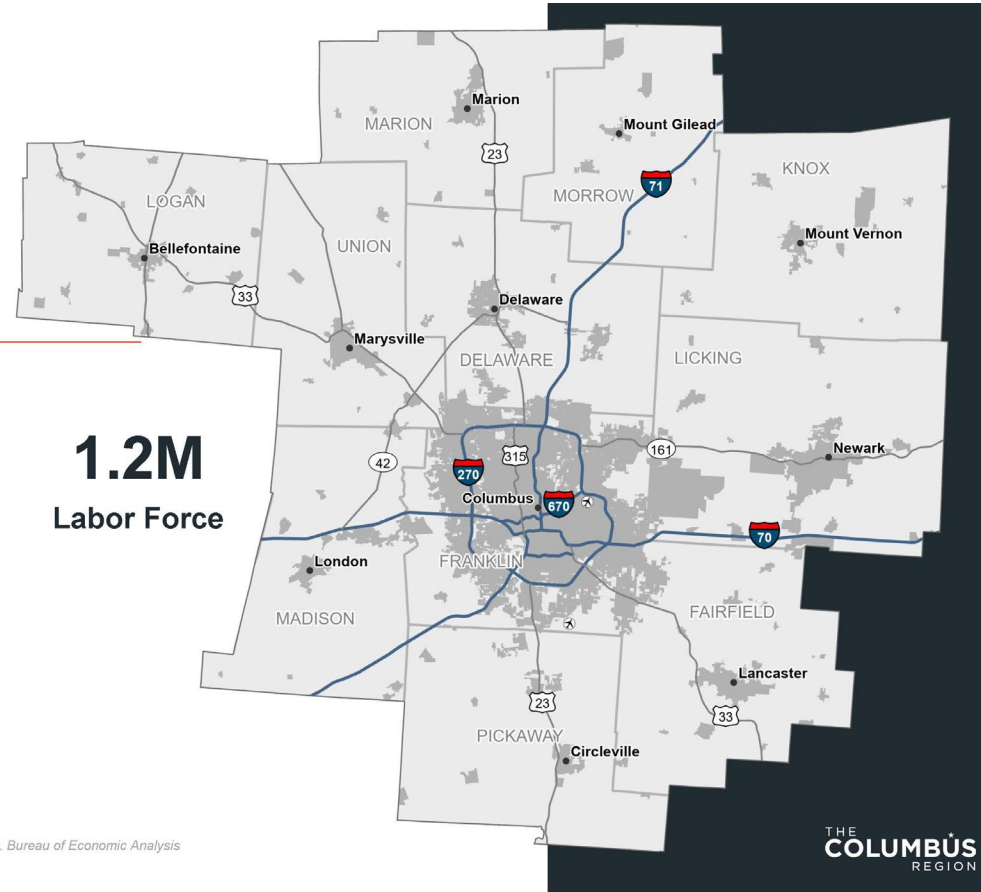 Marion
MARION
Mount Gilead
23
KNOX
71
MORROW
LOGAN
Mount Vernon
UNION
Bellefontaine
33
Delaware
Marysville
DELAWARE
LICKING
1.2M
Labor Force
42
270
315
161
Newark
Columbus
670
70
London
FRANKLIN
MADISON
FAIRFIELD
Lancaster
23
33
PICKAWAY
Circleville
. Bureau of Economic Analysis
THE
COLUMBUS
REGION